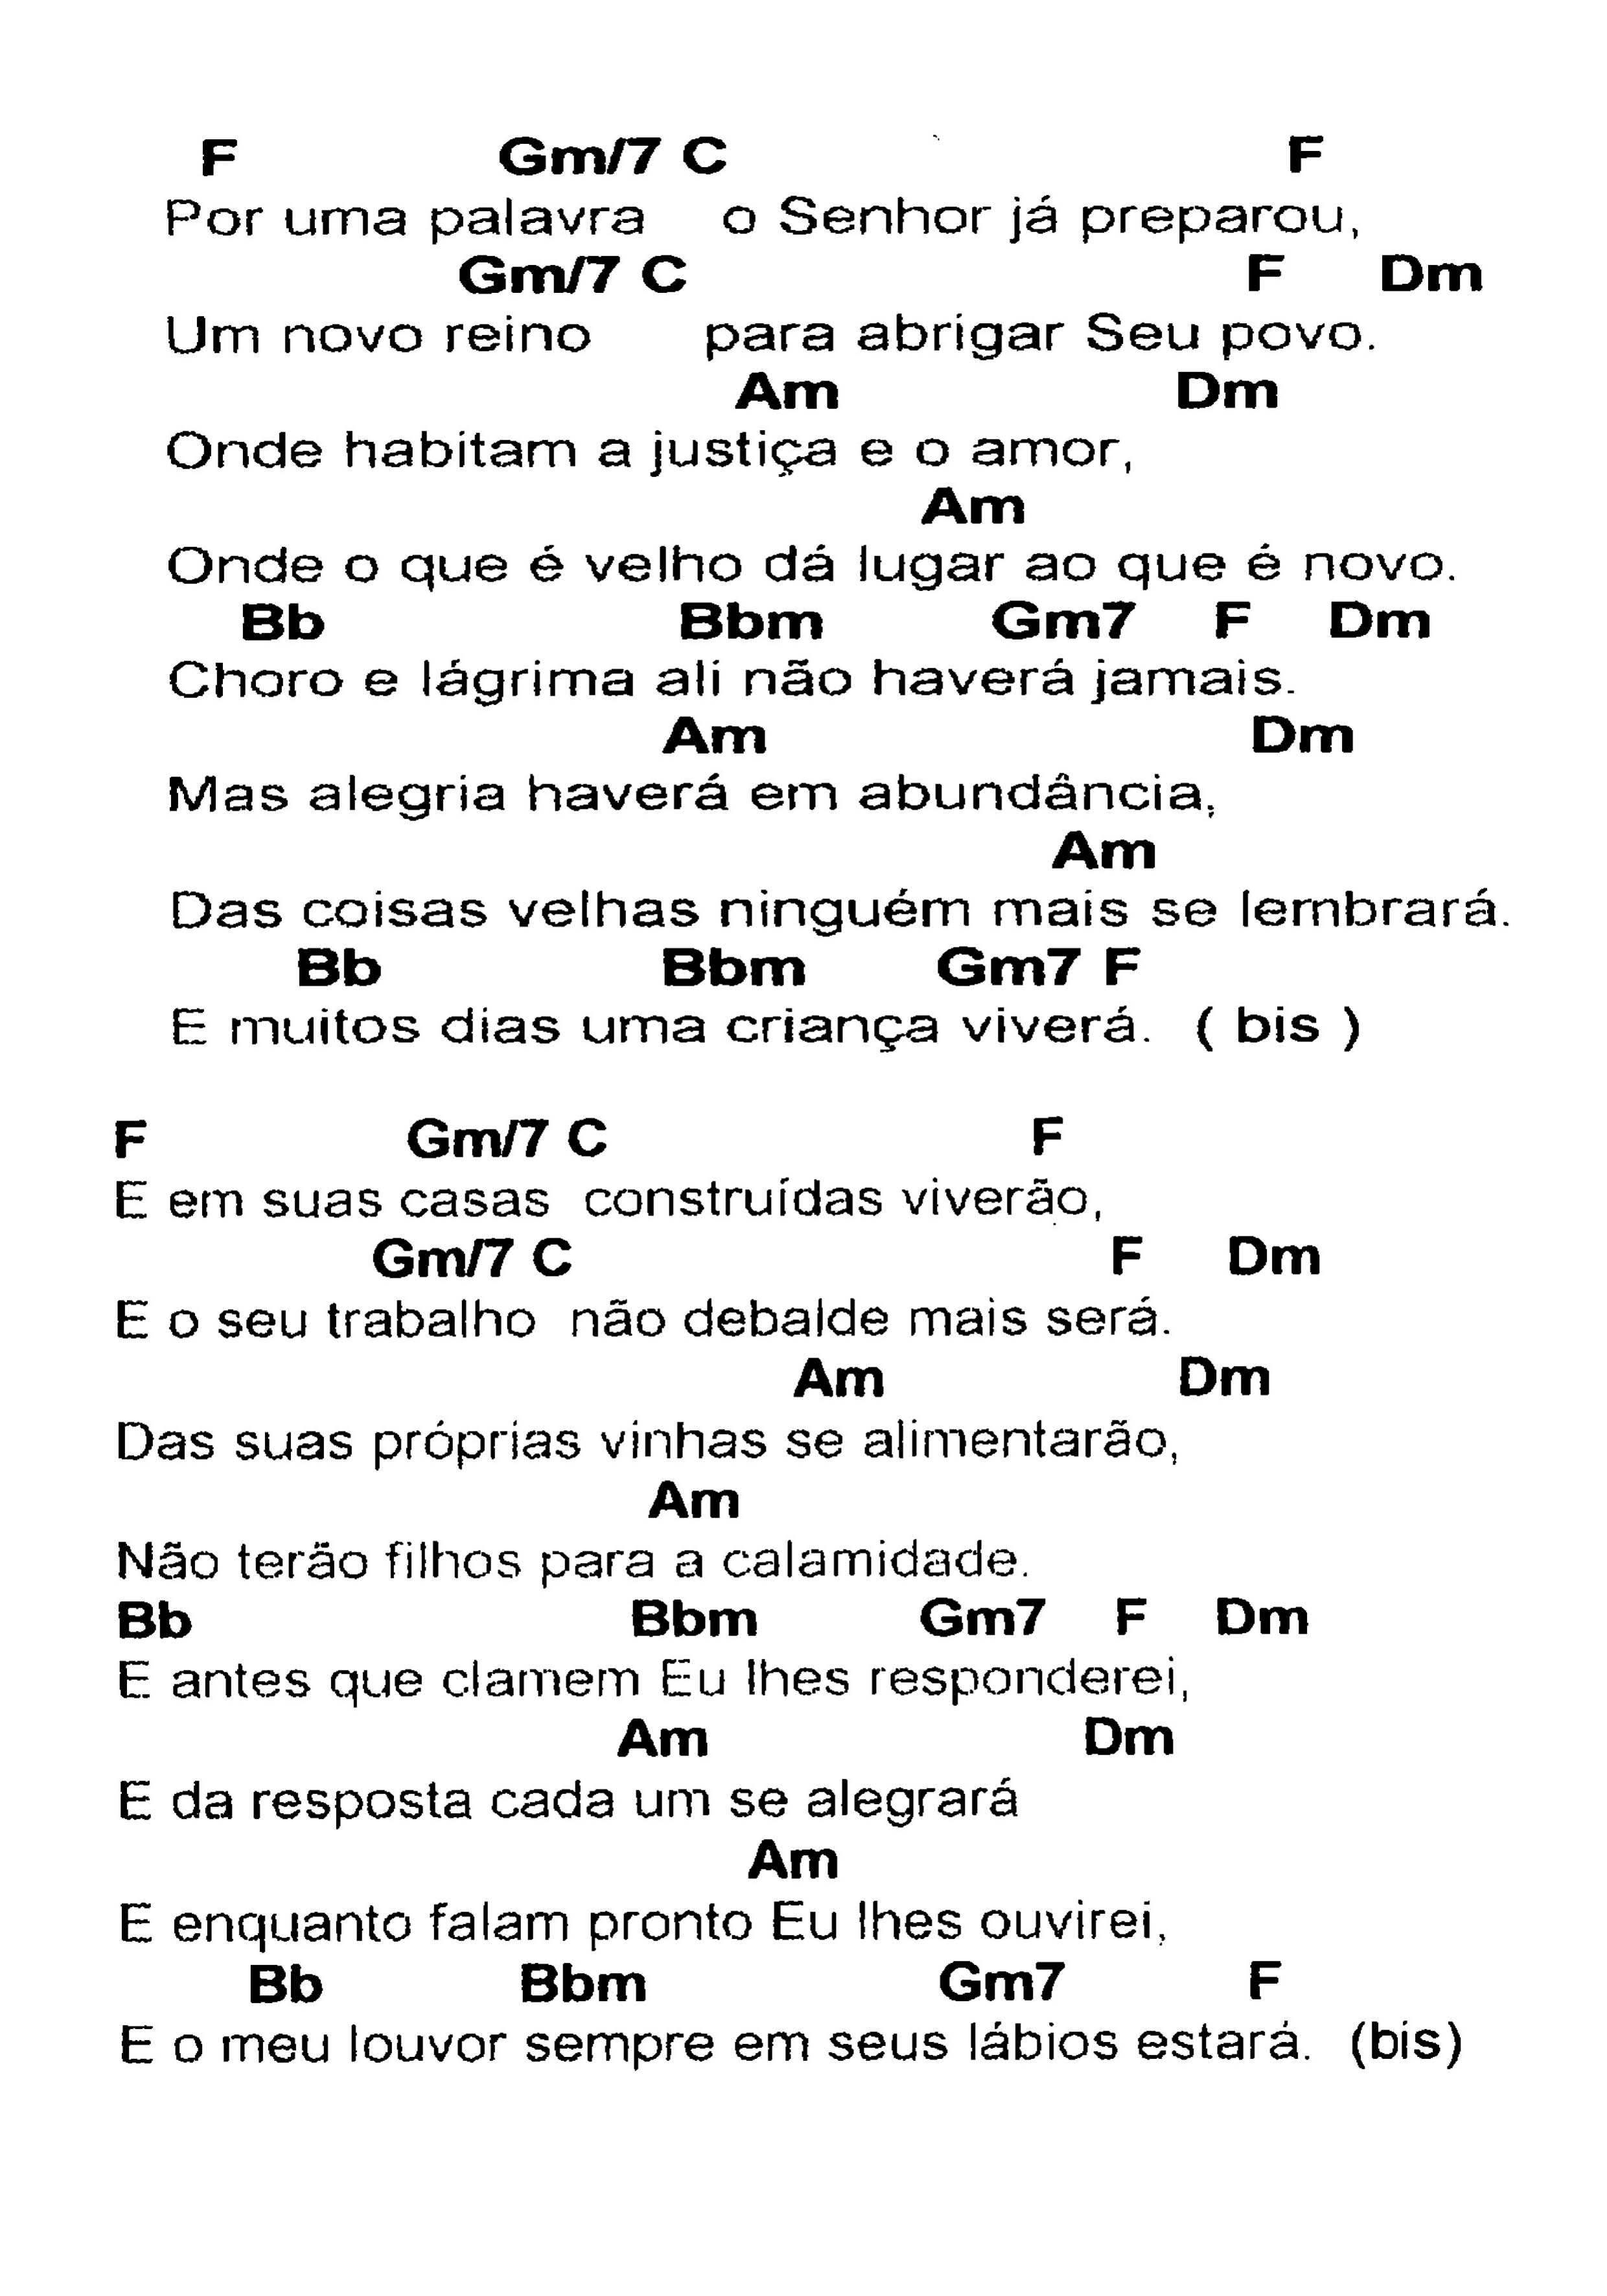 F Gm/7 C F
Por uma palavra o Senhor já preparou,
Gm/7 C F Dm
Um novo reino para abrigar Seu povo.
Am Dm
Onde habitam a justiça e o amor,
Am
Onde o que é velho dá lugar ao que é novo.
Bb Bbm Gm7 F Dm
Choro e lágrima ali não haverá jamais.
Am Dm
Mas alegria haverá em abundância,
Am
Das coisas velhas ninguém mais se lembrará.
Bb Bbm Gm7 F
E muitos dias uma criança viverá. ( bis )
F Gm/7 C F
E em suas casas construídas viverão,
Gm/7 C F Dm
E o seu trabalho não debalde mais será.
Am Dm
Das suas próprias vinhas se alimentarão,
Am
Não terão filhos para a calamidade.
Bb Bbm Gm7 F Dm
E antes que clamem Eu lhes responderei,
Am Dm
E da resposta cada um se alegrará
Am
E enquanto falam pronto Eu lhes ouvirei,
Bb Bbm Gm7 F
E o meu louvor sempre em seus lábios estará. (bis)